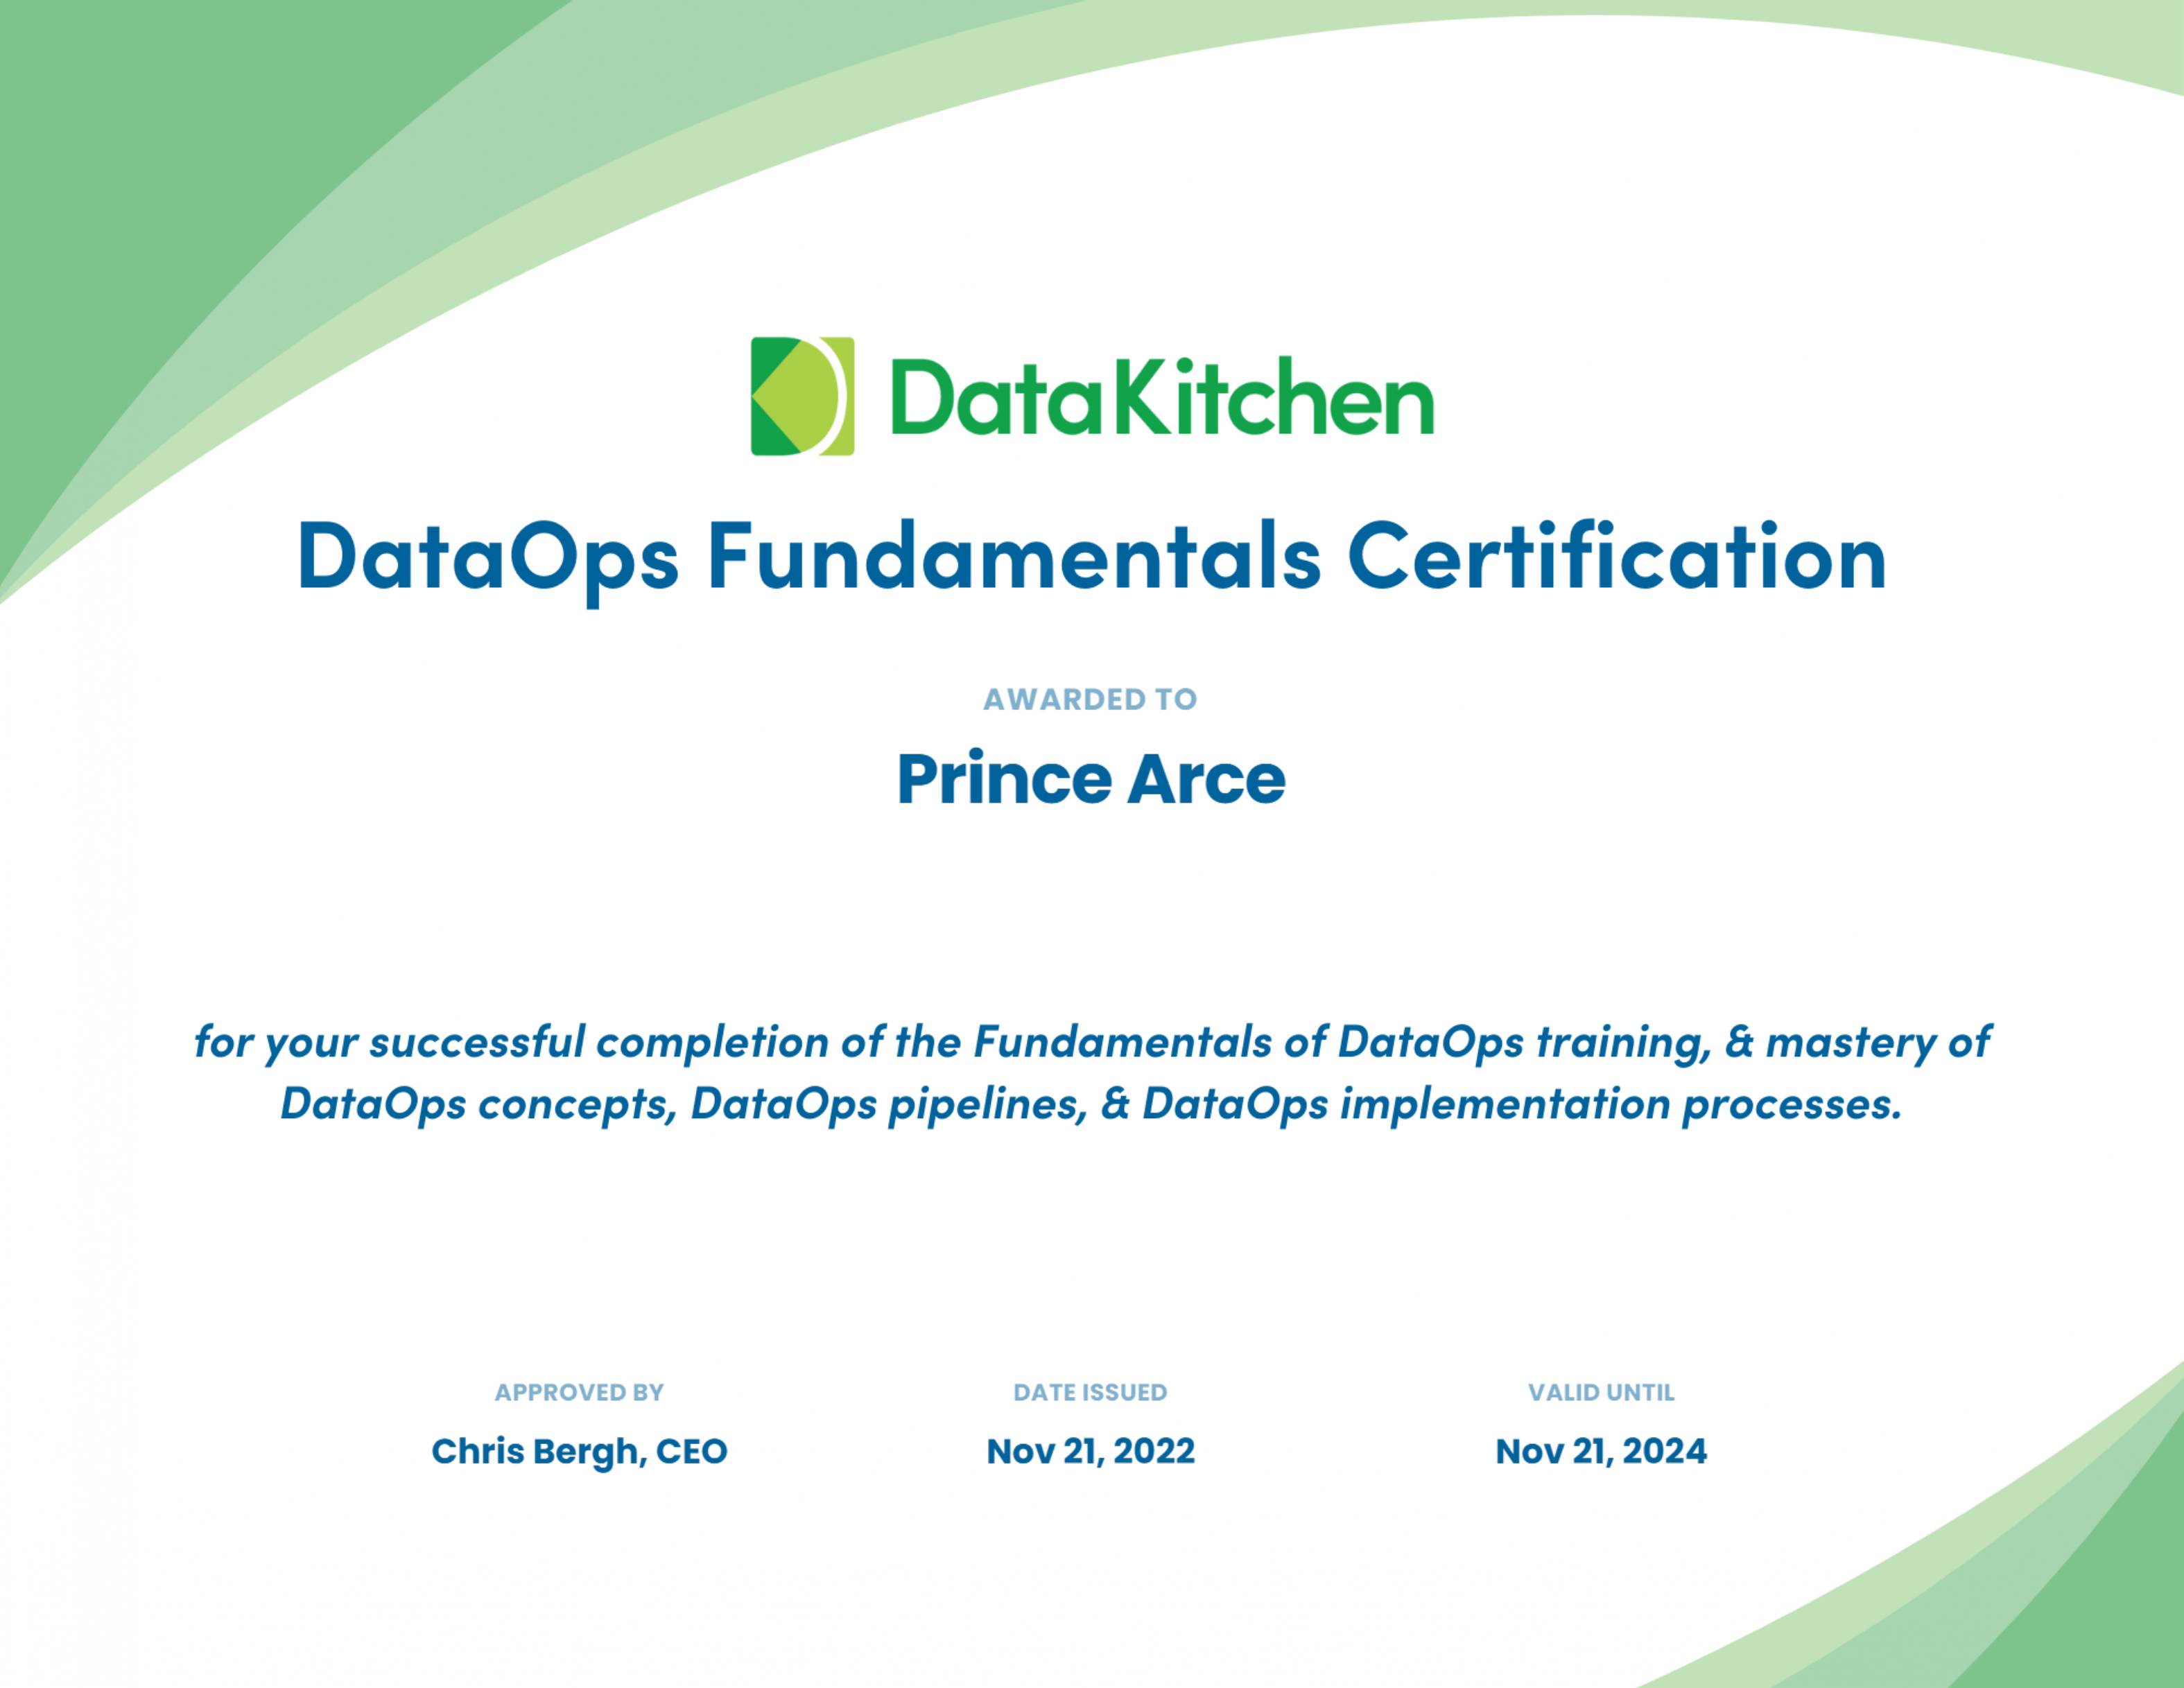 DataKitchen
DataOps Fundamentals Certification
AWARDED TO
Prince Arce
for your successful completion of the Fundamentals of DataOps training, & mastery of
DataOps concepts, DataOps pipelines, & DataOps implementation processes.
APPROVED BY
Chris Bergh, CEO
DATE ISSUED
Nov 21, 2022
VALID UNTIL
Nov 21, 2024